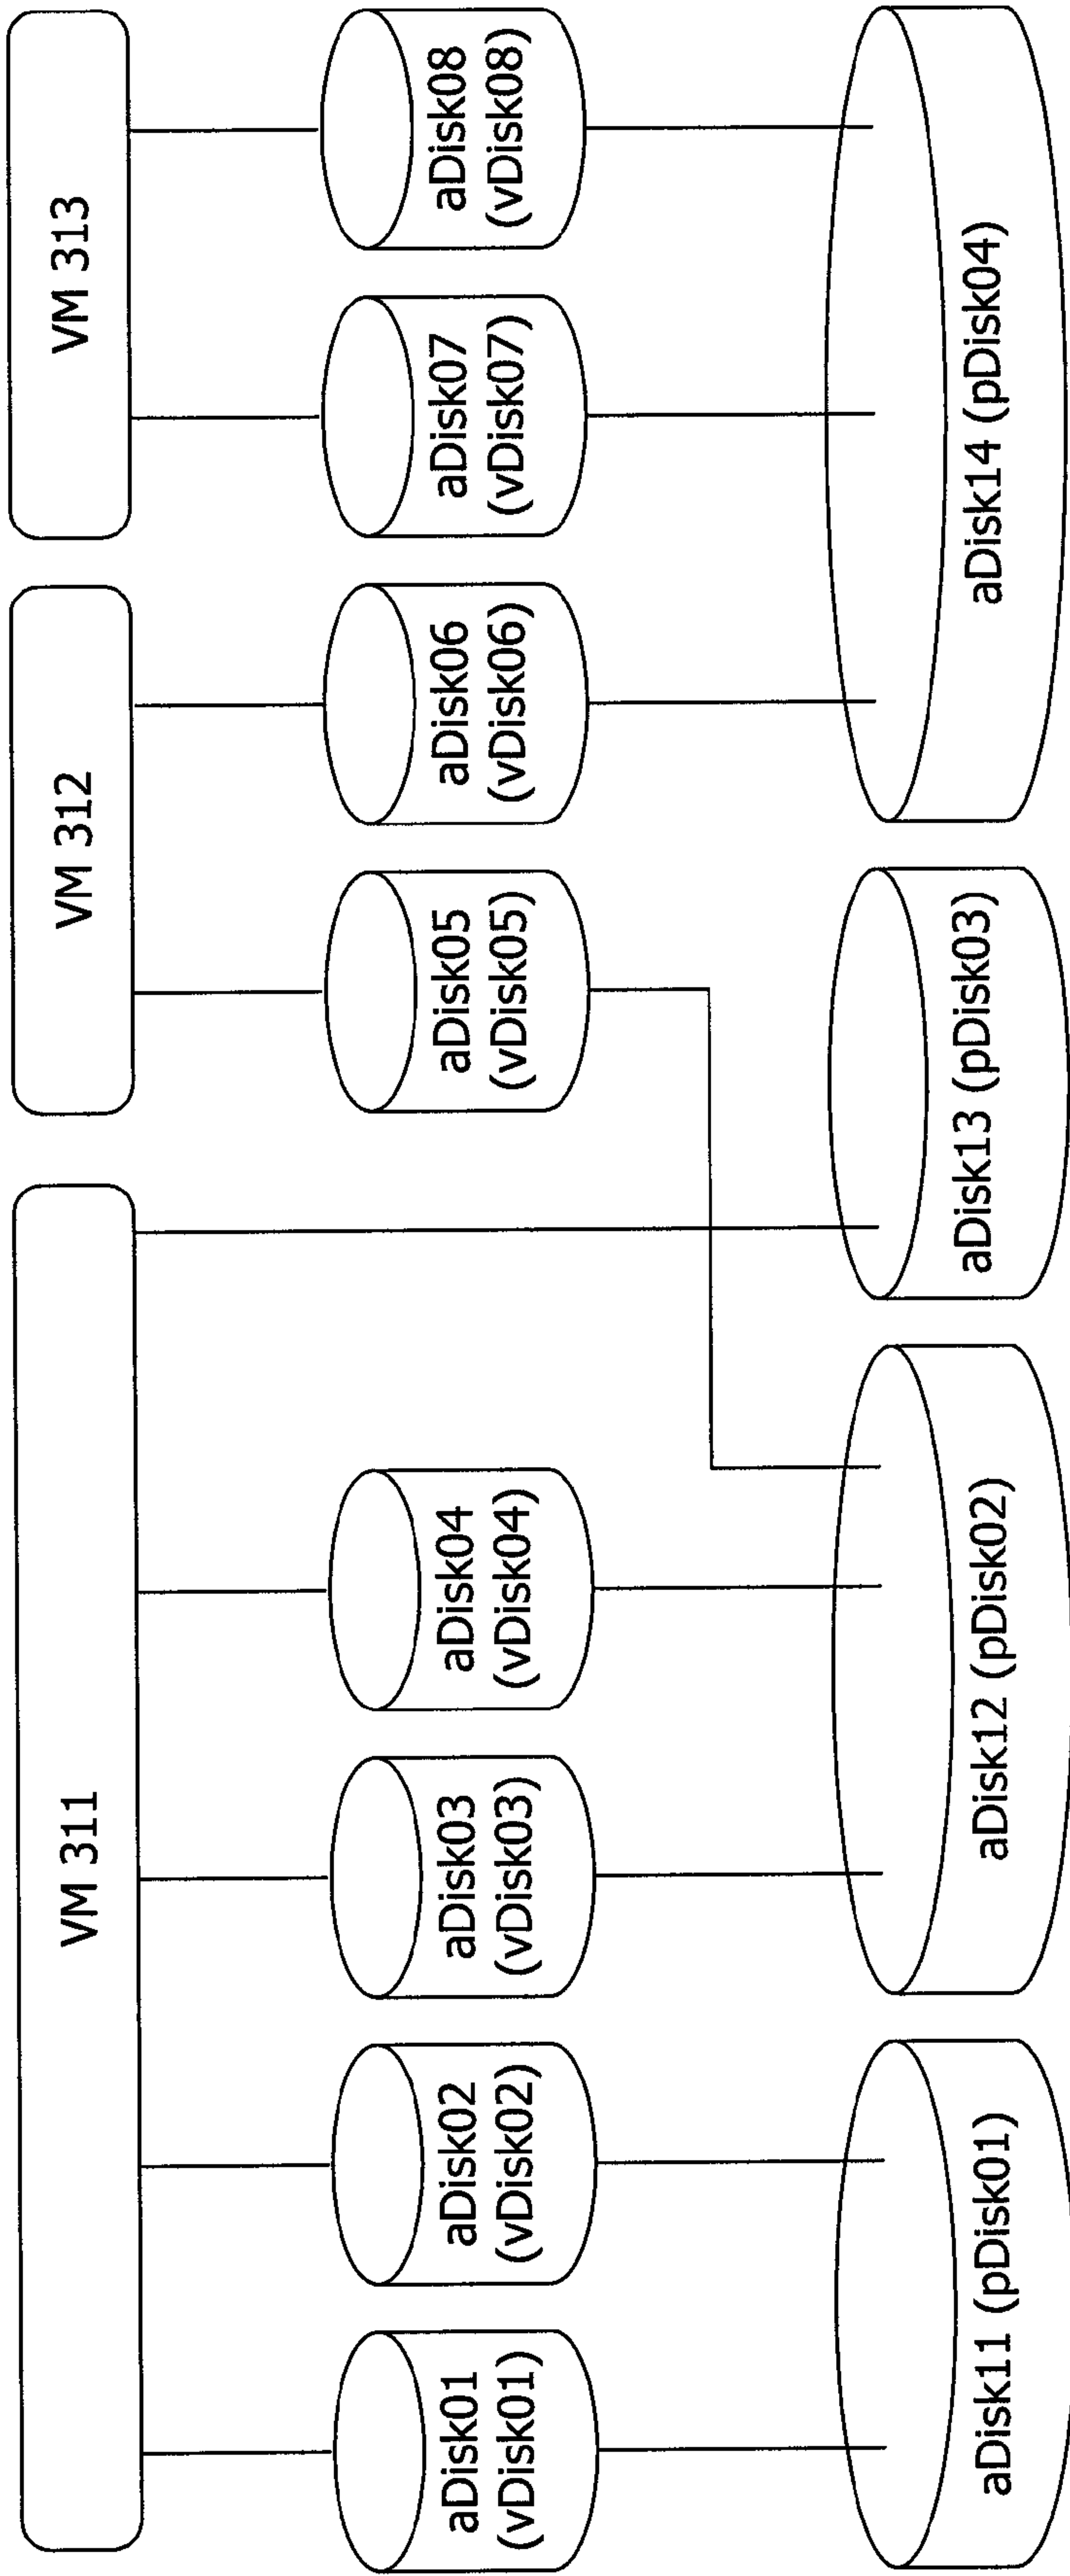 VM 311
VM 312
VM 313
aDisk01
(vDisk01)
aDisk02
(vDisk02)
aDisk03
(vDisk03)
aDisk04
(vDisk04)
aDisk05
(vDisk05)
aDisk06
(vDisk06)
aDisk07
(vDisk07)
aDisk08
(vDisk08)
aDisk11 (pDisk01)
aDisk12 (pDisk02)
aDisk13 (pDisk03)
aDisk14 (pDisk04)